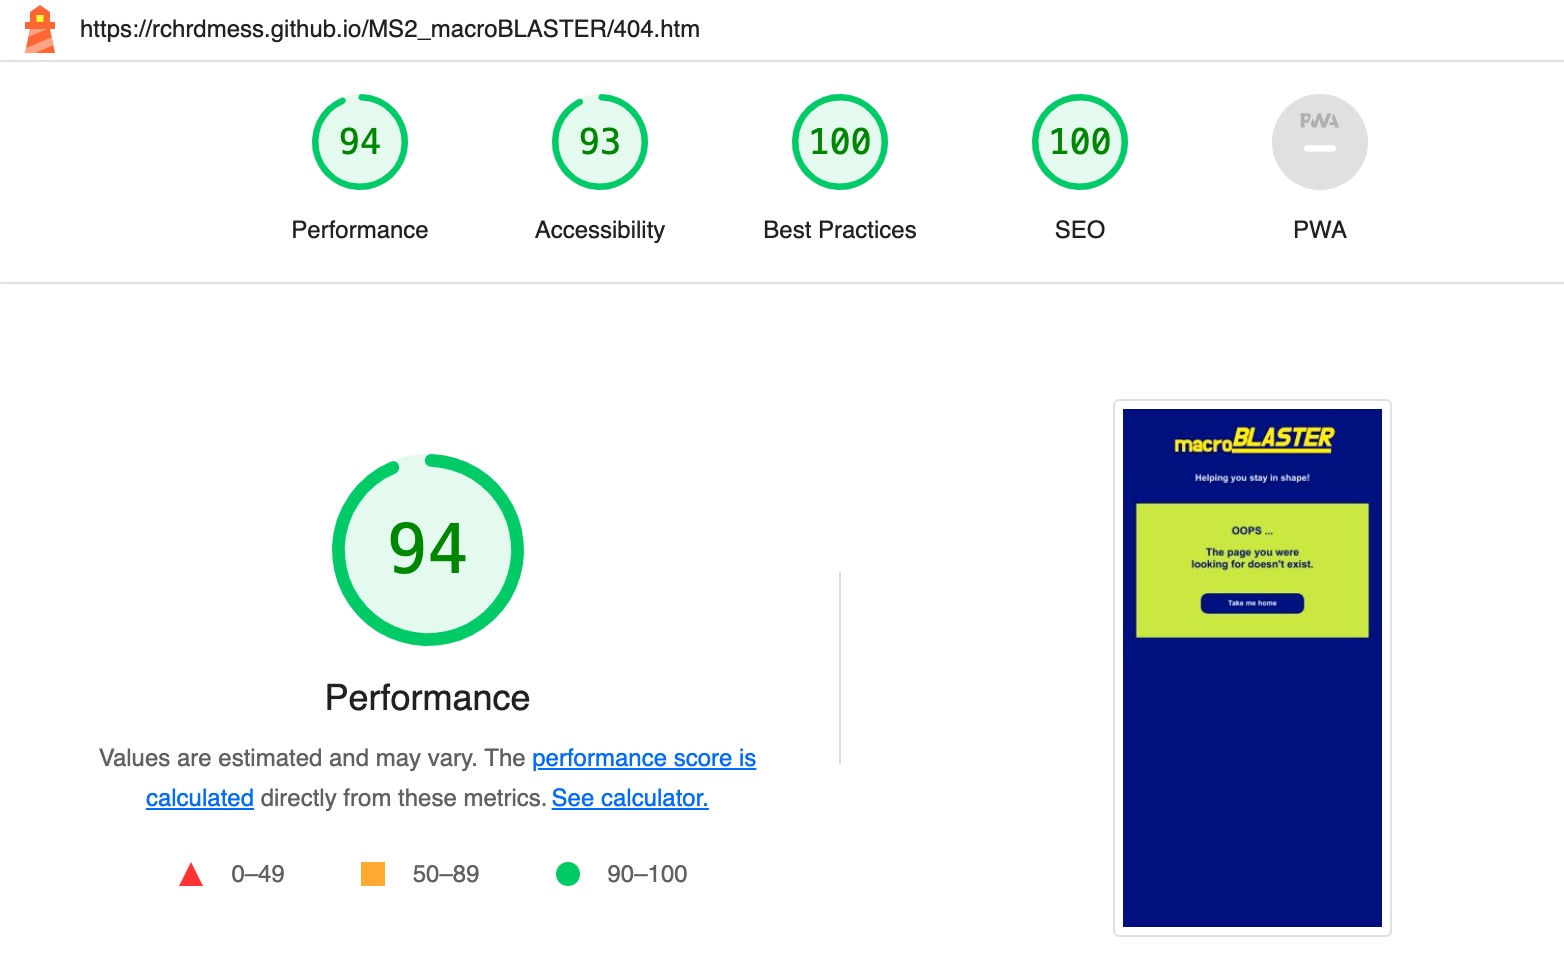 https://rchrdmess.github.io/MS2_macroBLASTER/404.htm
94
93
100
100
PWA
Performance
Accessibility
Best Practices
SEO
PWA
94
Performance
Values are estimated and may vary. The performance score is
calculated directly from these metrics. See calculator.
0–49
50–89
90–100
macroBLASTER
Helping you stay in shape!
OOPS ...
The page you were
looking for doesn't exist.
Take me home